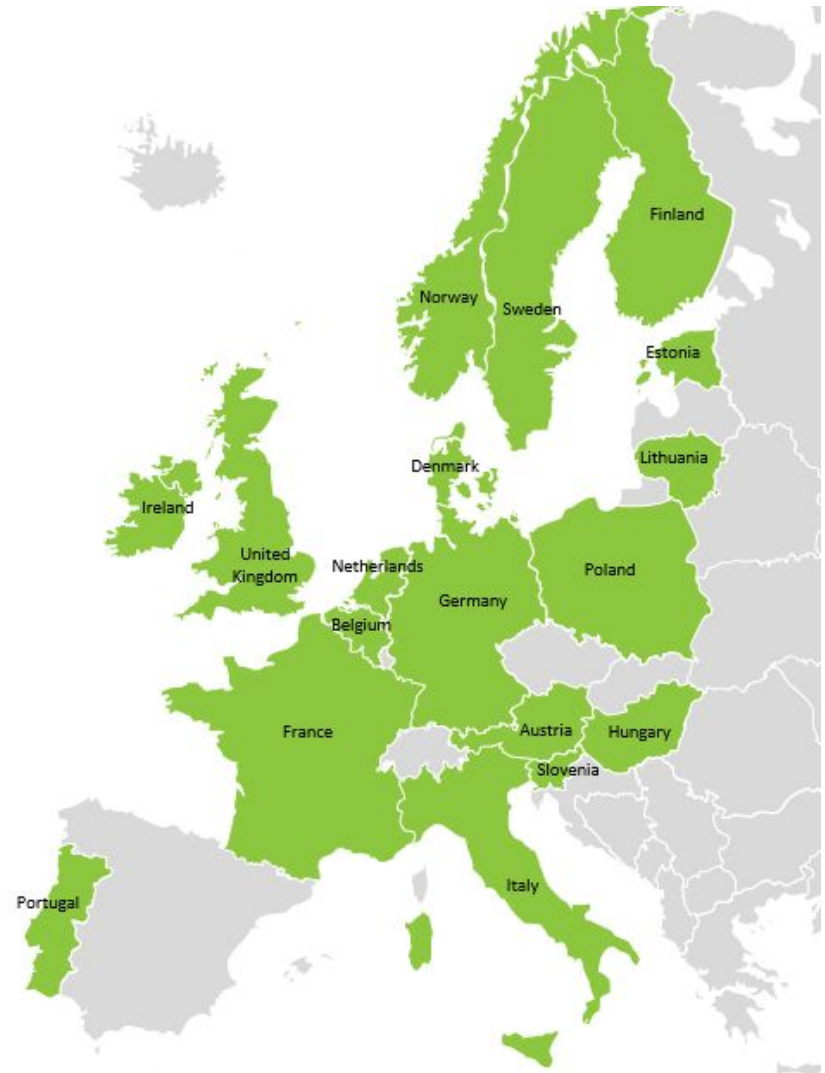 Finland
Norway
Sweden
Estonia
Denmark
Lithuania
Ireland
United
Kingdom
Netherlands
Poland
Germany
Belgium
France
Austria
Hungary
Slovenia
Italy
Portugal